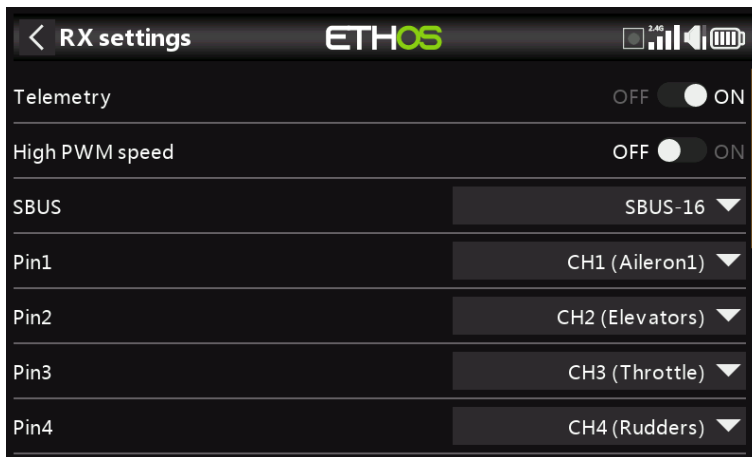 RX settings ETHOS 2.4G
Telemetry OFF ON
High PWM speed OFF ON
SBUS SBUS-16
Pin1 CH1 (Aileron1)
Pin2 CH2 (Elevators)
Pin3 CH3 (Throttle)
Pin4 CH4 (Rudders)